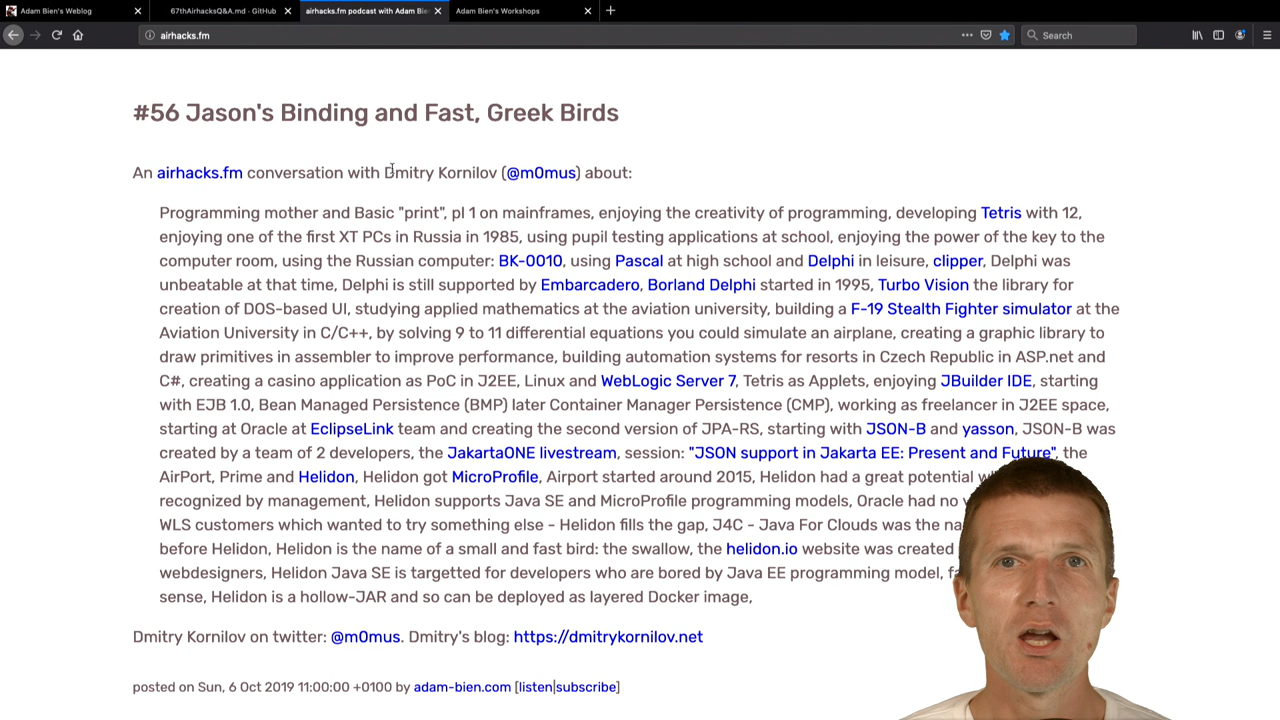 Adam Bien's Weblog
67thAirhacksQ&A.md · GitHub
airhacks.fm podcast with Adam Bie
Adam Bien's Workshops
airhacks.fm
Search
#56 Jason's Binding and Fast, Greek Birds
An airhacks.fm conversation with Dmitry Kornilov (@m0mus) about:
Programming mother and Basic "print", pl 1 on mainframes, enjoying the creativity of programming, developing Tetris with 12,
enjoying one of the first XT PCs in Russia in 1985, using pupil testing applications at school, enjoying the power of the key to the
computer room, using the Russian computer: BK-0010, using Pascal at high school and Delphi in leisure, clipper, Delphi was
unbeatable at that time, Delphi is still supported by Embarcadero, Borland Delphi started in 1995, Turbo Vision the library for
creation of DOS-based UI, studying applied mathematics at the aviation university, building a F-19 Stealth Fighter simulator at the
Aviation University in C/C++, by solving 9 to 11 differential equations you could simulate an airplane, creating a graphic library to
draw primitives in assembler to improve performance, building automation systems for resorts in Czech Republic in ASP.net and
C#, creating a casino application as PoC in J2EE, Linux and WebLogic Server 7, Tetris as Applets, enjoying JBuilder IDE, starting
with EJB 1.0, Bean Managed Persistence (BMP) later Container Manager Persistence (CMP), working as freelancer in J2EE space,
starting at Oracle at EclipseLink team and creating the second version of JPA-RS, starting with JSON-B and yasson, JSON-B was
created by a team of 2 developers, the JakartaONE livestream, session: "JSON support in Jakarta EE: Present and Future", the
AirPort, Prime and Helidon, Helidon got MicroProfile, Airport started around 2015, Helidon had a great potential
recognized by management, Helidon supports Java SE and MicroProfile programming models, Oracle had no
WLS customers which wanted to try something else - Helidon fills the gap, J4C - Java For Clouds was the
before Helidon, Helidon is the name of a small and fast bird: the swallow, the helidon.io website was created
webdesigners, Helidon Java SE is targetted for developers who are bored by Java EE programming model,
sense, Helidon is a hollow-JAR and so can be deployed as layered Docker image,
Dmitry Kornilov on twitter: @m0mus. Dmitry's blog: https://dmitrykornilov.net
posted on Sun, 6 Oct 2019 11:00:00 +0100 by adam-bien.com [listen|subscribe]